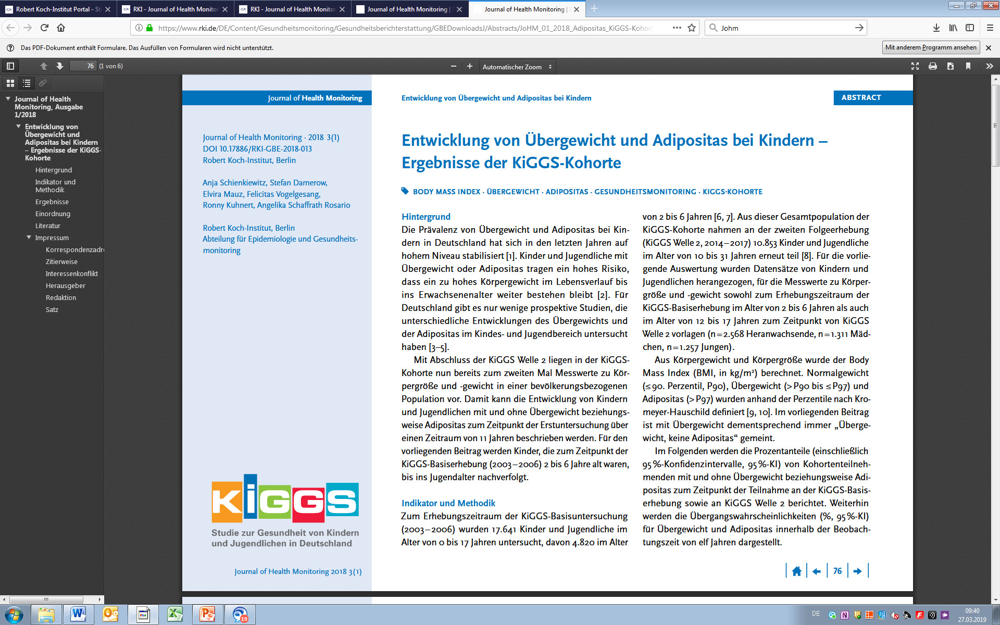 Robert Koch-Institut Portal - St
RKI - Journal of Health Monitor
RKI - Journal of Health Monitor
Journal of Health Monitoring |
Journal of Health Monitoring |
https://www.rki.de/DE/Content/Gesundheitsmonitoring/Gesundheitsberichterstattung/GBEDownloadsJ/Abstracts/JoHM_01_2018_Adipositas_KiGGS-Kohor
Johm
Das PDF-Dokument enthält Formulare. Das Ausfüllen von Formularen wird nicht unterstützt.
Mit anderem Programm ansehen
76 (1 von 6)
Automatischer Zoom
Journal of Health
Monitoring, Ausgabe
1/2018
Entwicklung von
Übergewicht und
Adipositas bei Kindern
– Ergebnisse der KiGGS-
Kohorte
Hintergrund
Indikator und
Methodik
Ergebnisse
Einordnung
Literatur
Impressum
Korrespondenzadre
Zitierweise
Interessenkonflikt
Herausgeber
Redaktion
Satz
Journal of Health Monitoring
Entwicklung von Übergewicht und Adipositas bei Kindern
ABSTRACT
Journal of Health Monitoring · 2018 3(1)
DOI 10.17886/RKI-GBE-2018-013
Robert Koch-Institut, Berlin
Anja Schienkiewitz, Stefan Damerow,
Elvira Mauz, Felicitas Vogelgesang,
Ronny Kuhnert, Angelika Schaffrath Rosario
Robert Koch-Institut, Berlin
Abteilung für Epidemiologie und Gesundheits-
monitoring
KiGGS
Studie zur Gesundheit von Kindern
und Jugendlichen in Deutschland
Journal of Health Monitoring 2018 3(1)
Entwicklung von Übergewicht und Adipositas bei Kindern –
Ergebnisse der KiGGS-Kohorte
BODY MASS INDEX · ÜBERGEWICHT · ADIPOSITAS · GESUNDHEITSMONITORING · KIGGS-KOHORTE
Hintergrund
Die Prävalenz von Übergewicht und Adipositas bei Kin-
dern in Deutschland hat sich in den letzten Jahren auf
hohem Niveau stabilisiert [1]. Kinder und Jugendliche mit
Übergewicht oder Adipositas tragen ein hohes Risiko,
dass ein zu hohes Körpergewicht im Lebensverlauf bis
ins Erwachsenenalter weiter bestehen bleibt [2]. Für
Deutschland gibt es nur wenige prospektive Studien, die
unterschiedliche Entwicklungen des Übergewichts und
der Adipositas im Kindes- und Jugendbereich untersucht
haben [3–5].
Mit Abschluss der KiGGS Welle 2 liegen in der KiGGS-
Kohorte nun bereits zum zweiten Mal Messwerte zu Kör-
pergröße und -gewicht in einer bevölkerungsbezogenen
Population vor. Damit kann die Entwicklung von Kindern
und Jugendlichen mit und ohne Übergewicht beziehungs-
weise Adipositas zum Zeitpunkt der Erstuntersuchung über
einen Zeitraum von 11 Jahren beschrieben werden. Für den
vorliegenden Beitrag werden Kinder, die zum Zeitpunkt der
KiGGS-Basiserhebung (2003–2006) 2 bis 6 Jahre alt waren,
bis ins Jugendalter nachverfolgt.
Indikator und Methodik
Zum Erhebungszeitraum der KiGGS-Basisuntersuchung
(2003–2006) wurden 17.641 Kinder und Jugendliche im
Alter von 0 bis 17 Jahren untersucht, davon 4.820 im Alter
von 2 bis 6 Jahren [6, 7]. Aus dieser Gesamtpopulation der
KiGGS-Kohorte nahmen an der zweiten Folgeerhebung
(KiGGS Welle 2, 2014–2017) 10.853 Kinder und Jugendliche
im Alter von 10 bis 31 Jahren erneut teil [8]. Für die vorlie-
gende Auswertung wurden Datensätze von Kindern und
Jugendlichen herangezogen, für die Messwerte zu Körper-
größe und -gewicht sowohl zum Erhebungszeitraum der
KiGGS-Basiserhebung im Alter von 2 bis 6 Jahren als auch
im Alter von 12 bis 17 Jahren zum Zeitpunkt von KiGGS
Welle 2 vorlagen (n=2.568 Heranwachsende, n=1.311 Mäd-
chen, n=1.257 Jungen).
Aus Körpergewicht und Körpergröße wurde der Body
Mass Index (BMI, in kg/m²) berechnet. Normalgewicht
(≤90. Perzentil, P90), Übergewicht (>P90 bis ≤P97) und
Adipositas (>P97) wurden anhand der Perzentile nach Kro-
meyer-Hauschild definiert [9, 10]. Im vorliegenden Beitrag
ist mit Übergewicht dementsprechend immer „Überge-
wicht, keine Adipositas“ gemeint.
Im Folgenden werden die Prozentanteile (einschließlich
95%-Konfidenzintervalle, 95%-KI) von Kohortenteilneh-
menden mit und ohne Übergewicht beziehungsweise Adi-
positas zum Zeitpunkt der Teilnahme an der KiGGS-Basis-
erhebung sowie an KiGGS Welle 2 berichtet. Weiterhin
werden die Übergangswahrscheinlichkeiten (%, 95%-KI)
für Übergewicht und Adipositas innerhalb der Beobach-
tungszeit von elf Jahren dargestellt.
76
19
DE
09:40
27.03.2019